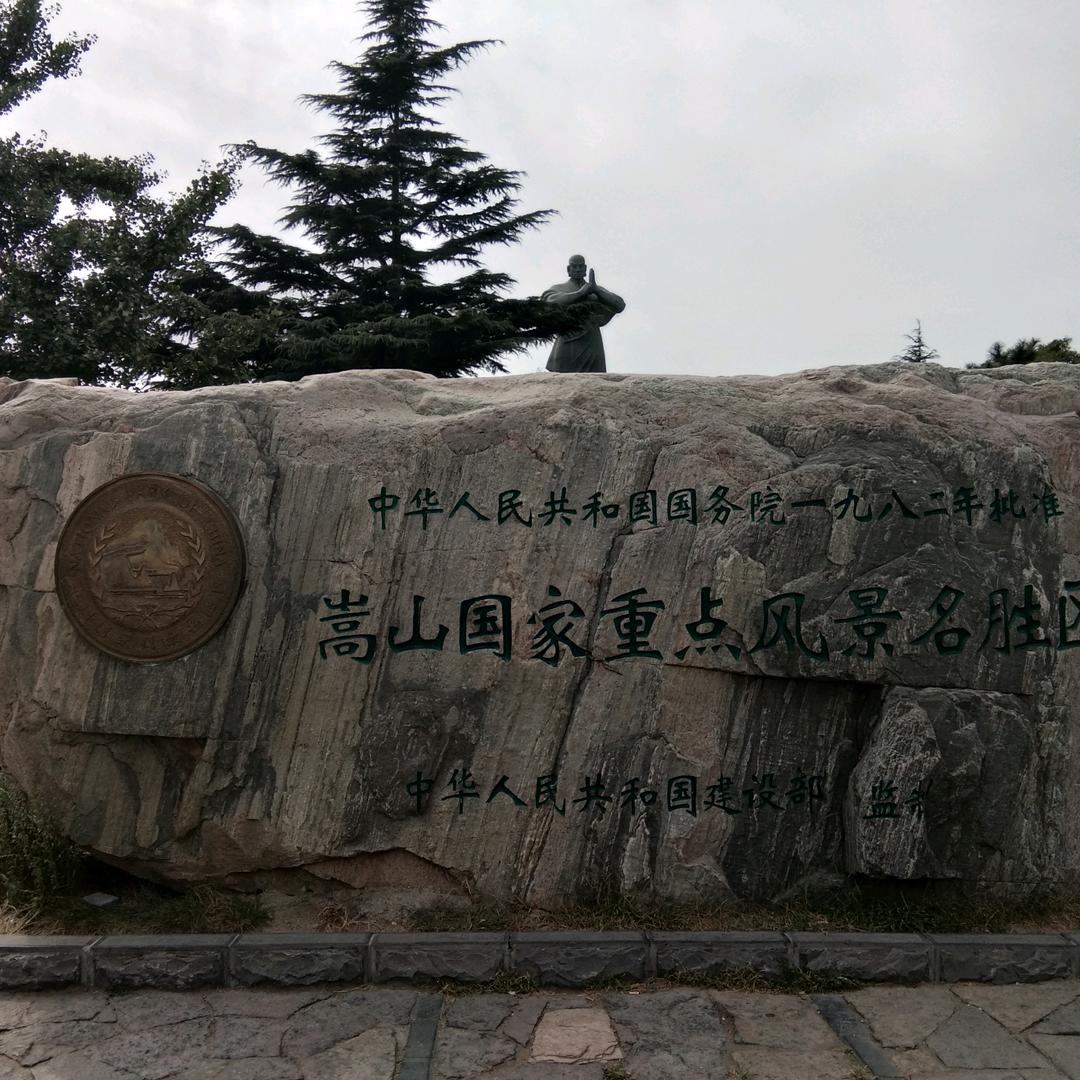 中华人民共和国国务院一九八二年批准
嵩山国家重点风景名胜区
中华人民共和国建设部 监制